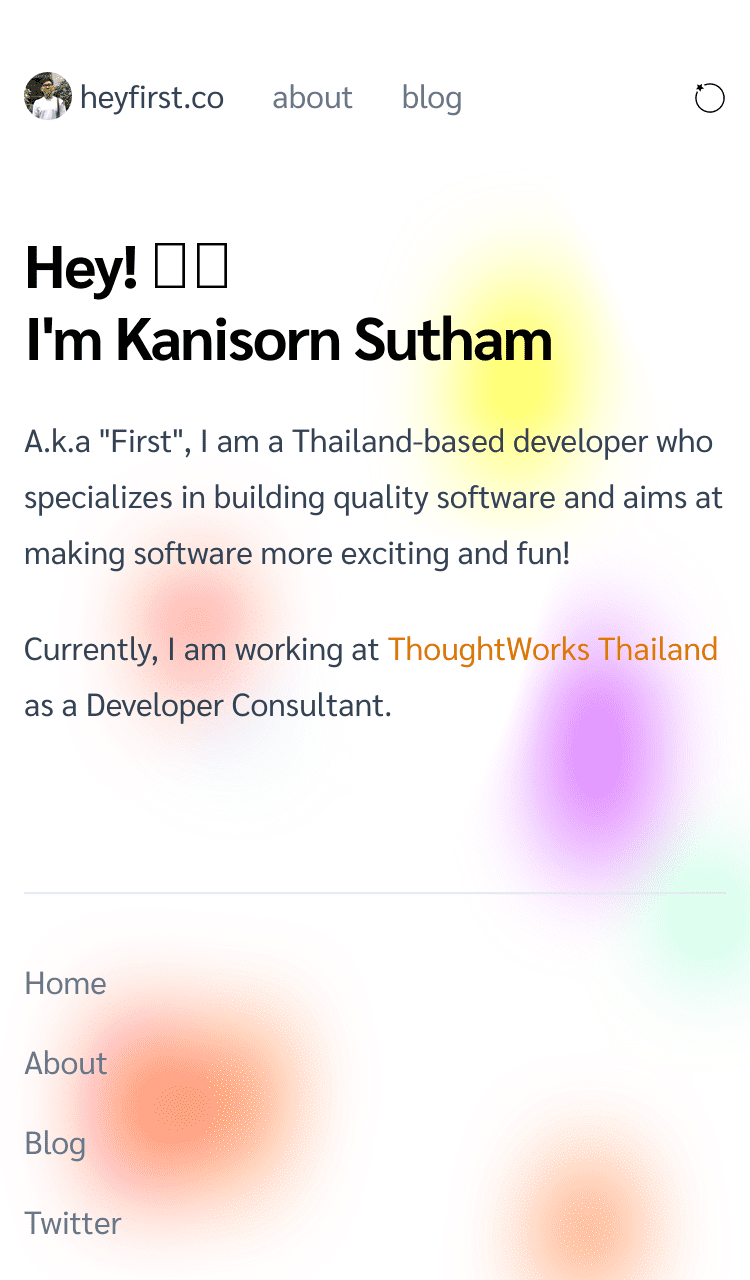 heyfirst.co about blog
Hey! 
I'm Kanisorn Sutham
A.k.a "First", I am a Thailand-based developer who
specializes in building quality software and aims at
making software more exciting and fun!
Currently, I am working at ThoughtWorks Thailand
as a Developer Consultant.
Home
About
Blog
Twitter